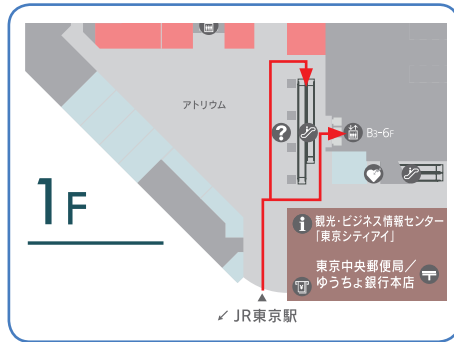 アトリウム
?
B3-6F
1F
i 観光・ビジネス情報センター
「東京シティアイ」
東京中央郵便局／
ゆうちょ銀行本店 〒
▲
↙ JR東京駅